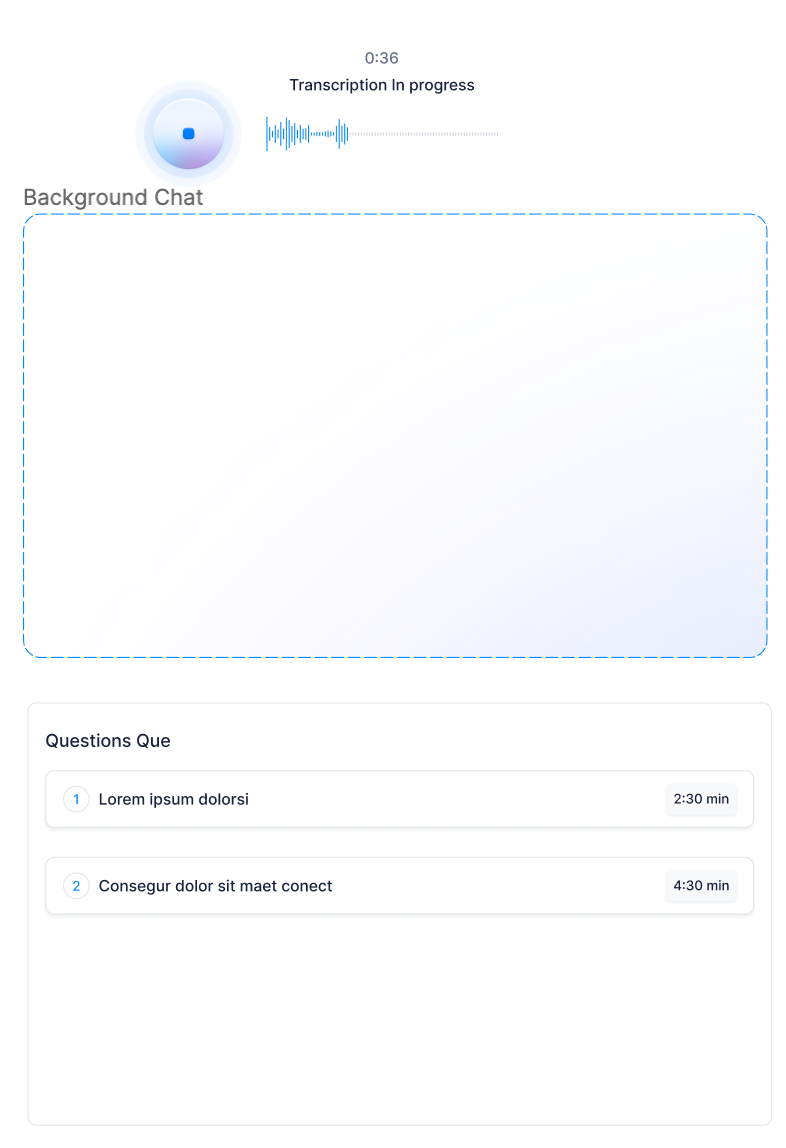 0:36
Transcription In progress
Background Chat
Questions Que
1 Lorem ipsum dolorsi 2:30 min
2 Consegur dolor sit maet conect 4:30 min